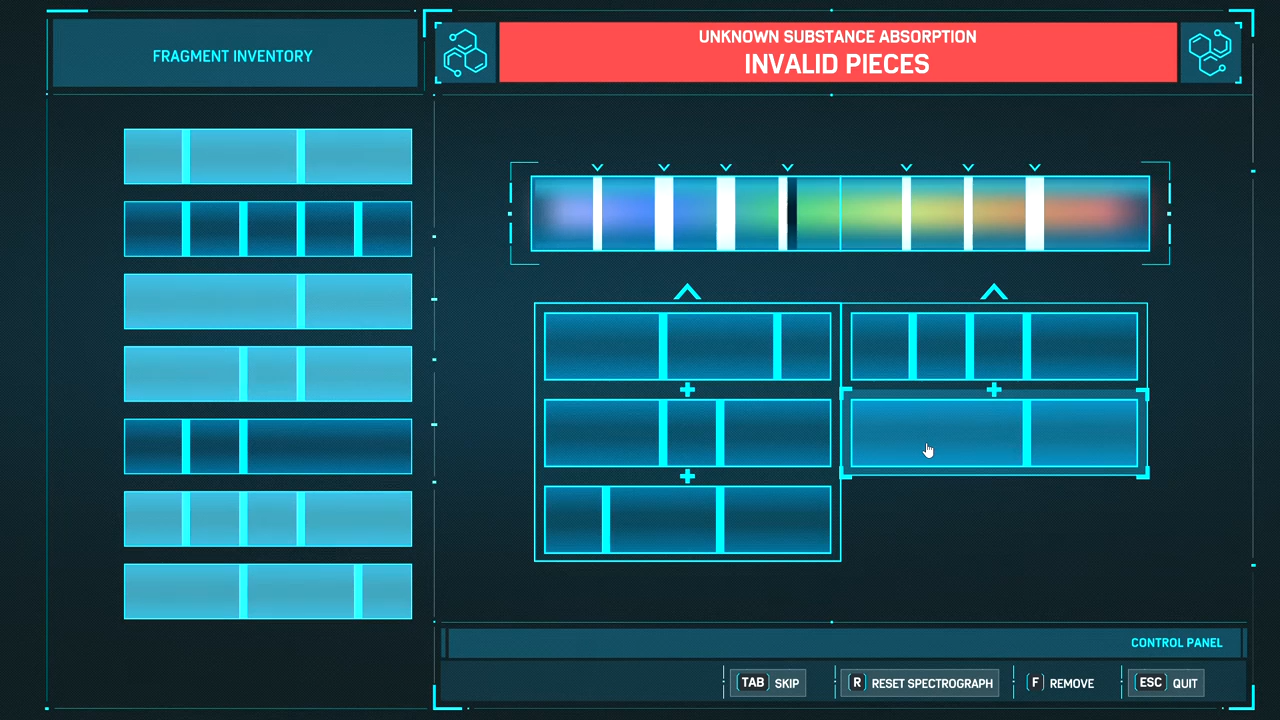 FRAGMENT INVENTORY
UNKNOWN SUBSTANCE ABSORPTION
INVALID PIECES
CONTROL PANEL
TAB SKIP
R RESET SPECTROGRAPH
F REMOVE
ESC QUIT